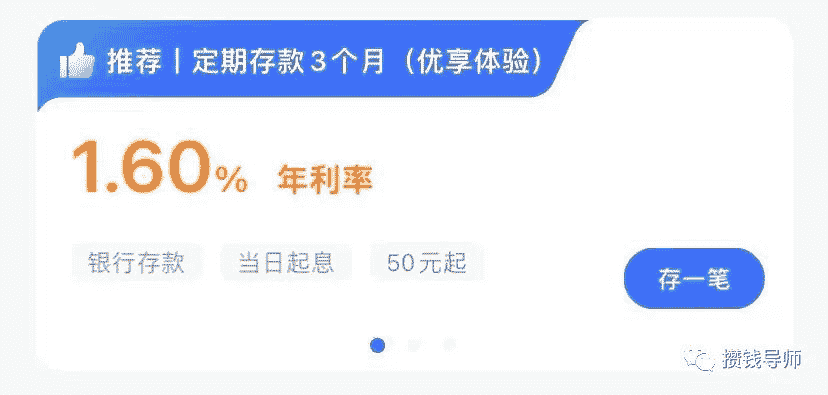 推荐|定期存款3个月（优享体验）
1.60% 年利率
银行存款 当日起息 50元起
存一笔
攒钱导师